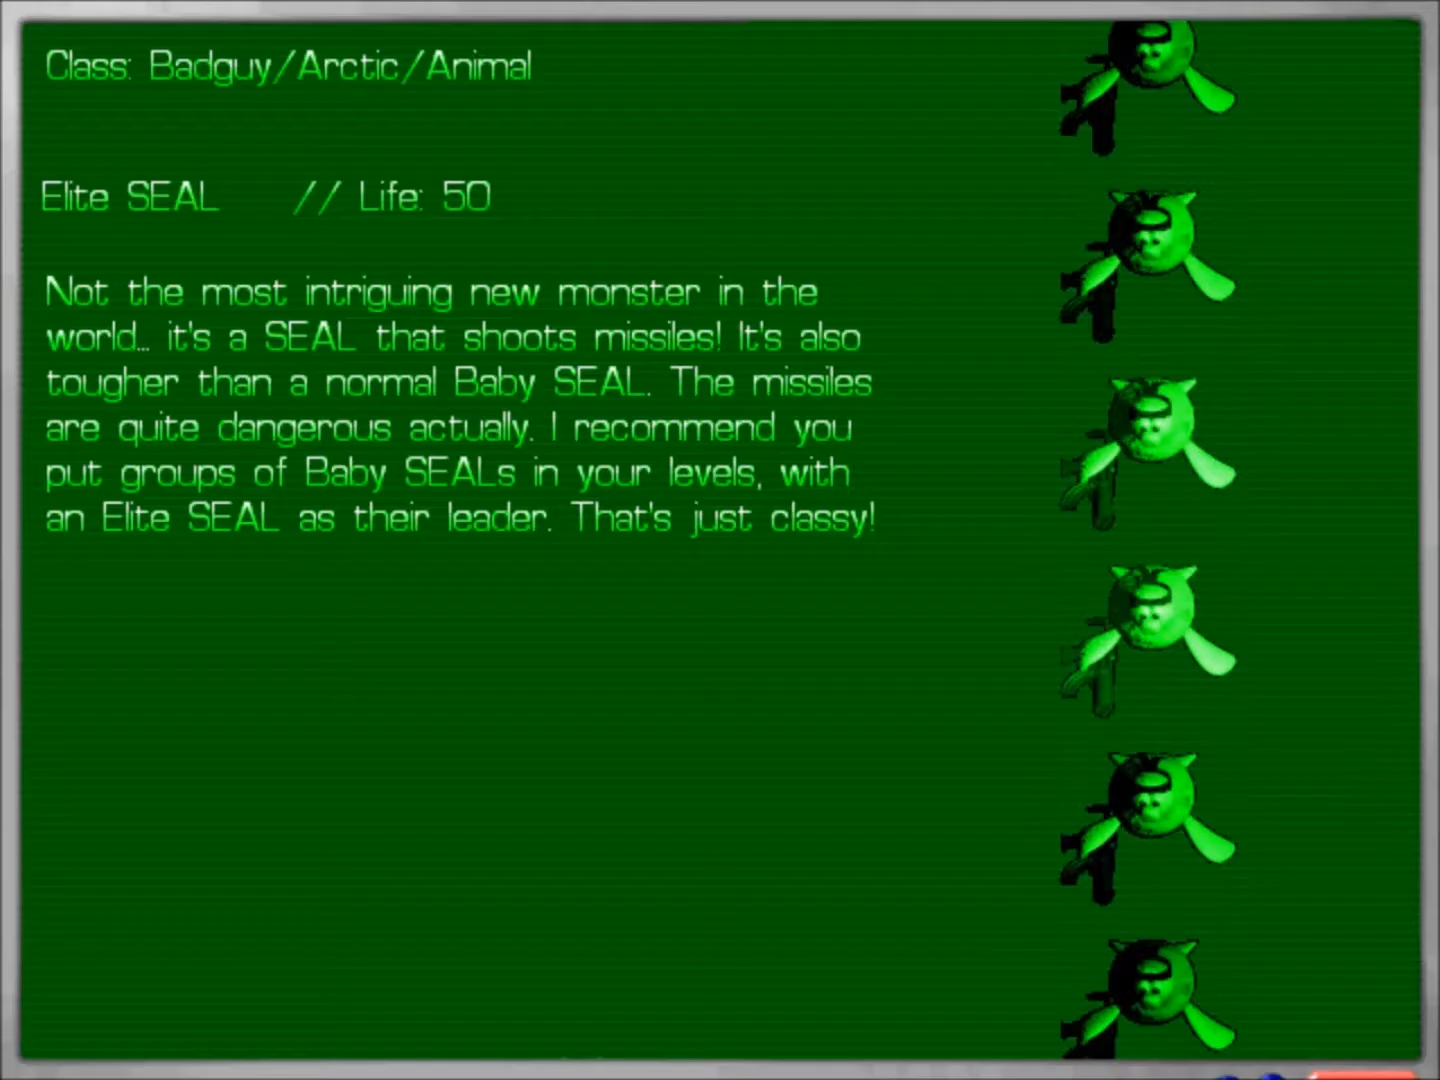 Class: Badguy/Arctic/Animal
Elite SEAL // Life: 50
Not the most intriguing new monster in the
world... it's a SEAL that shoots missiles! It's also
tougher than a normal Baby SEAL. The missiles
are quite dangerous actually. I recommend you
put groups of Baby SEALs in your levels, with
an Elite SEAL as their leader. That's just classy!